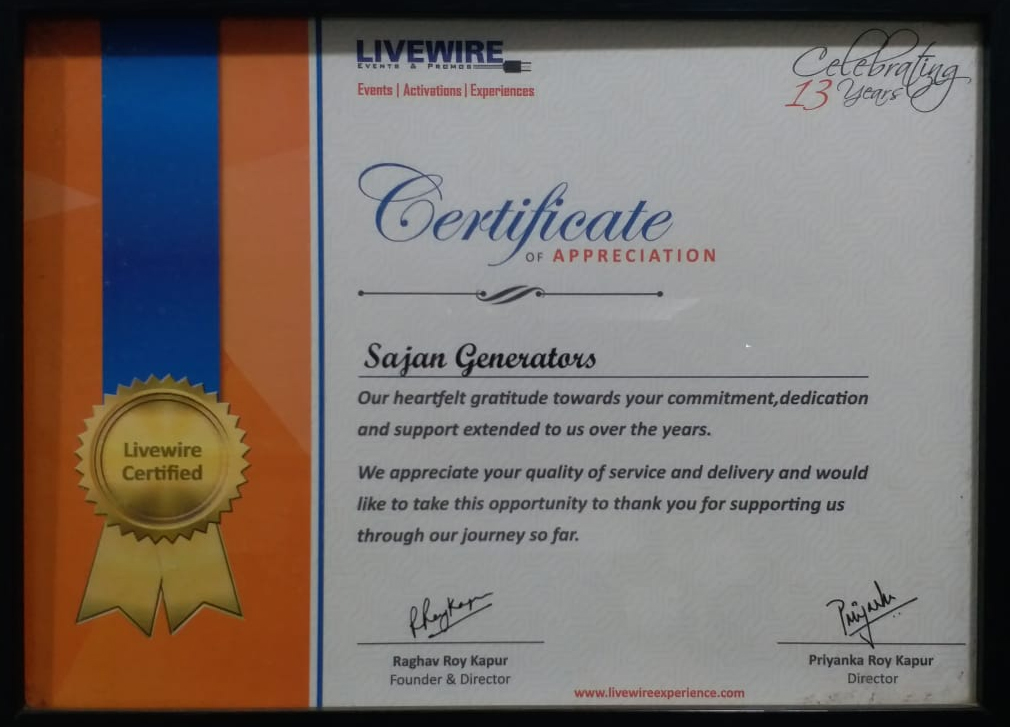 LIVEWIRE
EVENTS & PROMOS
Events | Activations | Experiences
Celebrating
13 Years
Certificate
OF APPRECIATION
Sajan Generators
Our heartfelt gratitude towards your commitment,dedication
and support extended to us over the years.
We appreciate your quality of service and delivery and would
like to take this opportunity to thank you for supporting us
through our journey so far.
Livewire
Certified
RRoyKapur
Priyanka
Raghav Roy Kapur
Founder & Director
Priyanka Roy Kapur
Director
www.livewireexperience.com